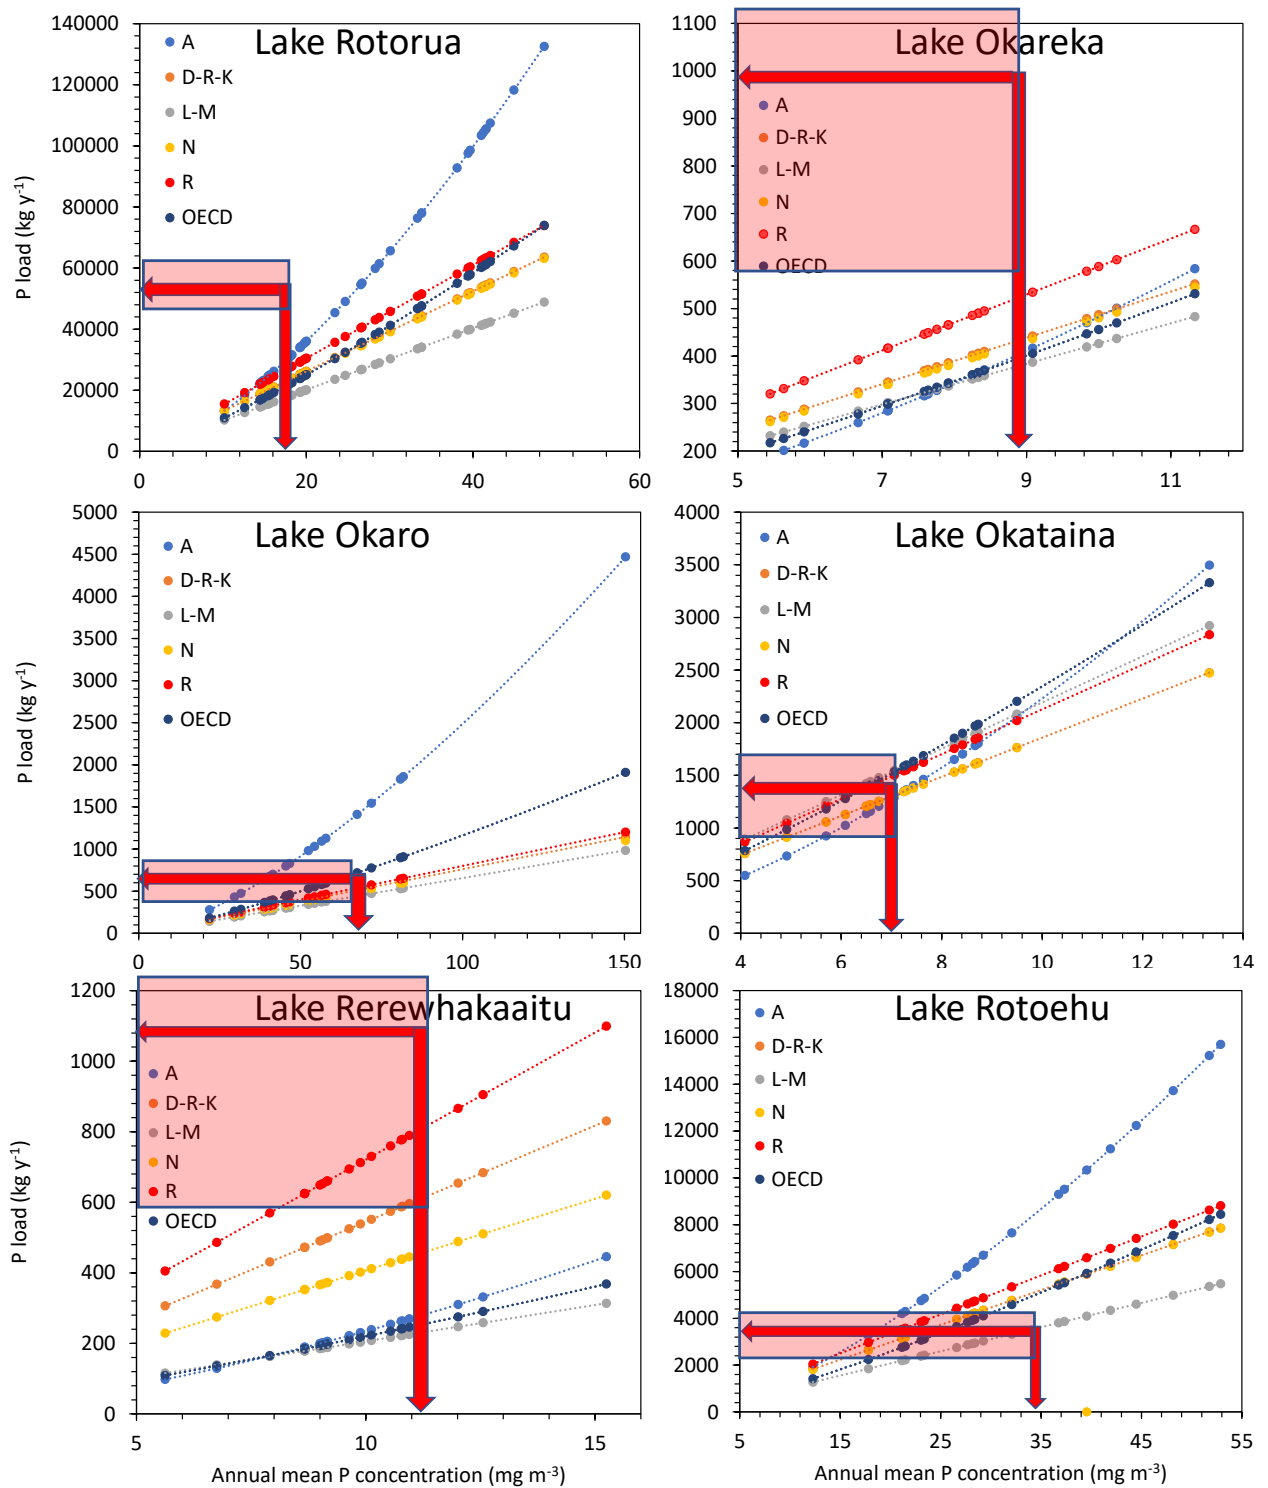 Lake Rotorua
140000
120000
100000
80000
60000
40000
20000
0
0 20 40 60
P load (kg y-1)
A
D-R-K
L-M
N
R
OECD
Lake Okareka
1100
1000
900
800
700
600
500
400
300
200
5 7 9 11
A
D-R-K
L-M
N
R
OECD
Lake Okaro
5000
4500
4000
3500
3000
2500
2000
1500
1000
500
0
0 50 100 150
P load (kg y-1)
A
D-R-K
L-M
N
R
OECD
Lake Okataina
4000
3500
3000
2500
2000
1500
1000
500
0
4 6 8 10 12 14
A
D-R-K
L-M
N
R
OECD
Lake Rerewhakaaitu
1200
1000
800
600
400
200
0
5 10 15
P load (kg y-1)
Annual mean P concentration (mg m-3)
A
D-R-K
L-M
N
R
OECD
Lake Rotoehu
18000
16000
14000
12000
10000
8000
6000
4000
2000
0
5 15 25 35 45 55
Annual mean P concentration (mg m-3)
A
D-R-K
L-M
N
R
OECD